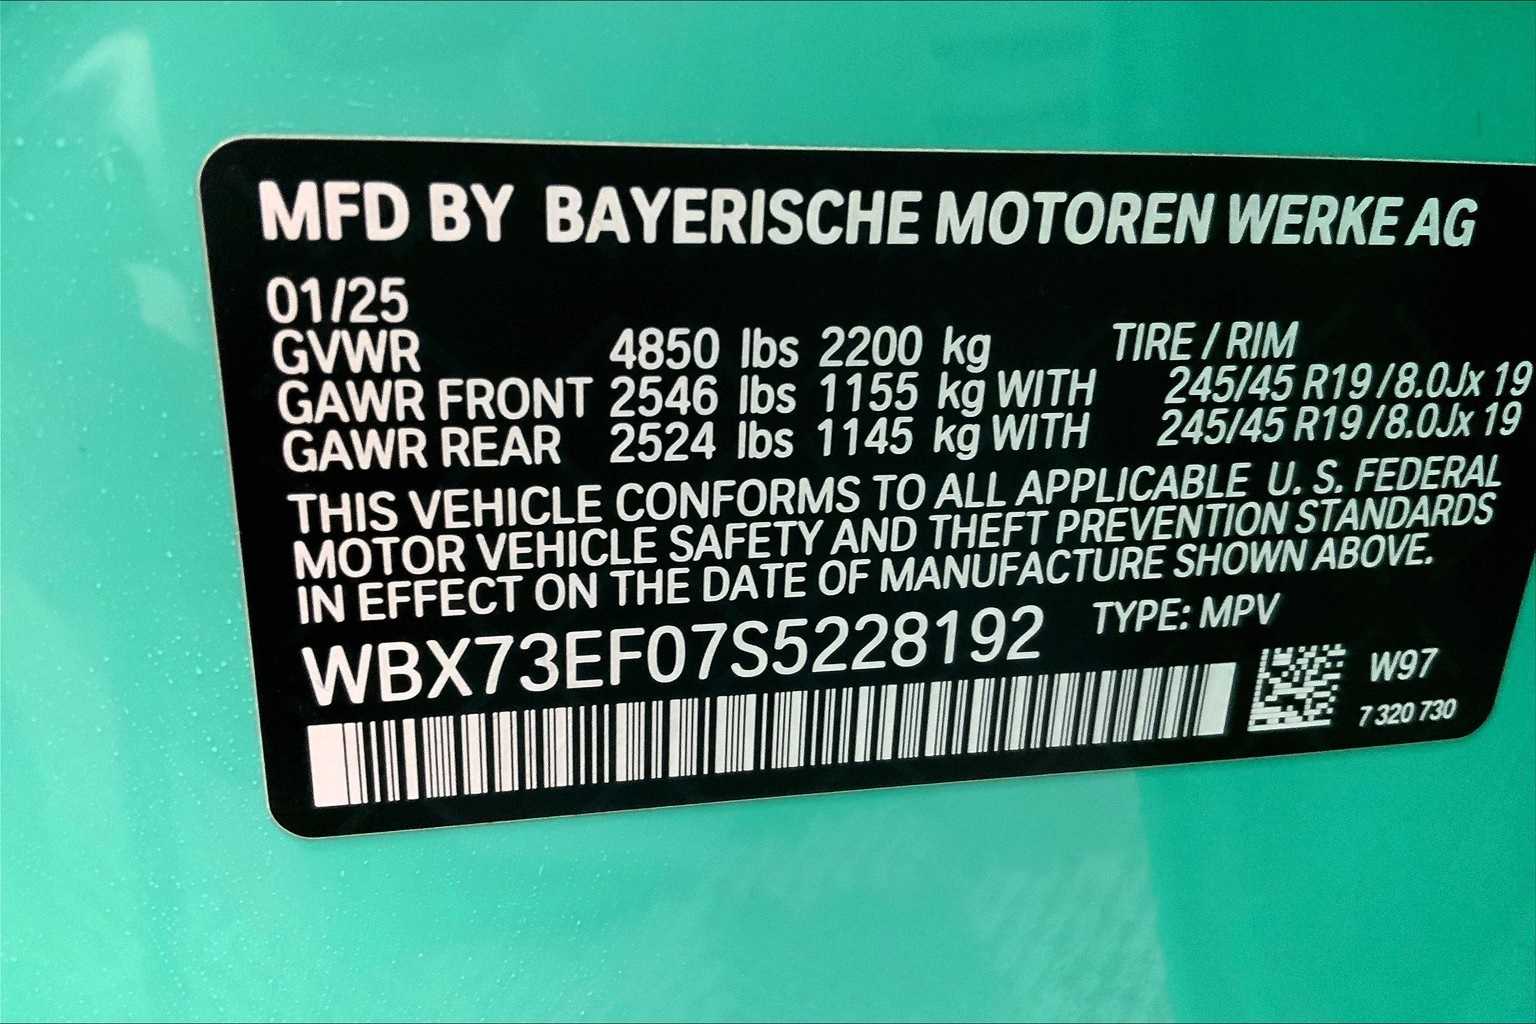 MFD BY BAYERISCHE MOTOREN WERKE AG
01/25
GVWR 4850 lbs 2200 kg TIRE / RIM
GAWR FRONT 2546 lbs 1155 kg WITH 245/45 R19 / 8.0Jx 19
GAWR REAR 2524 lbs 1145 kg WITH 245/45 R19 / 8.0Jx 19
THIS VEHICLE CONFORMS TO ALL APPLICABLE U. S. FEDERAL
MOTOR VEHICLE SAFETY AND THEFT PREVENTION STANDARDS
IN EFFECT ON THE DATE OF MANUFACTURE SHOWN ABOVE.
WBX73EF07S5228192 TYPE: MPV
W97
7 320 730